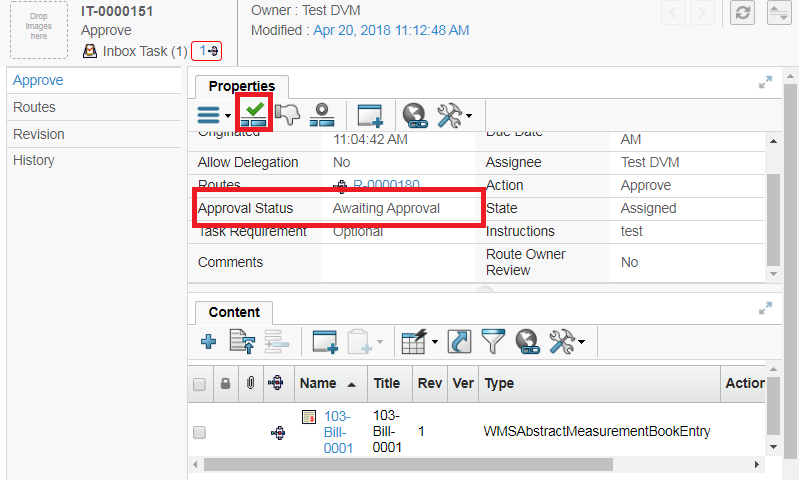 Drop
Images
here
IT-0000151
Approve
Inbox Task (1) 1
Owner : Test DVM
Modified : Apr 20, 2018 11:12:48 AM
Approve
Routes
Revision
History
Properties
Originated 11:04:42 AM Due Date AM
Allow Delegation No Assignee Test DVM
Routes R-0000180 Action Approve
Approval Status Awaiting Approval State Assigned
Task Requirement Optional Instructions test
Comments Route Owner Review No
Content
Name Title Rev Ver Type Action
103-Bill-0001 103-Bill-0001 1 WMSAbstractMeasurementBookEntry